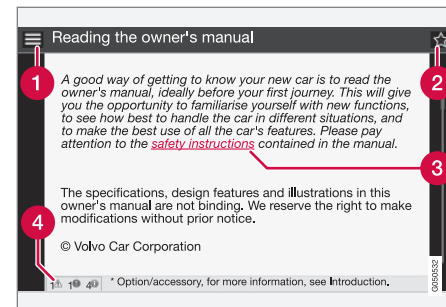 Reading the owner's manual
1
2
A good way of getting to know your new car is to read the
owner's manual, ideally before your first journey. This will give
you the opportunity to familiarise yourself with new functions,
to see how best to handle the car in different situations, and
to make the best use of all the car's features. Please pay
attention to the safety instructions contained in the manual.
3
The specifications, design features and illustrations in this
owner's manual are not binding. We reserve the right to make
modifications without prior notice.
4
© Volvo Car Corporation
1 1 4 * Option/accessory, for more information, see Introduction.
G050532